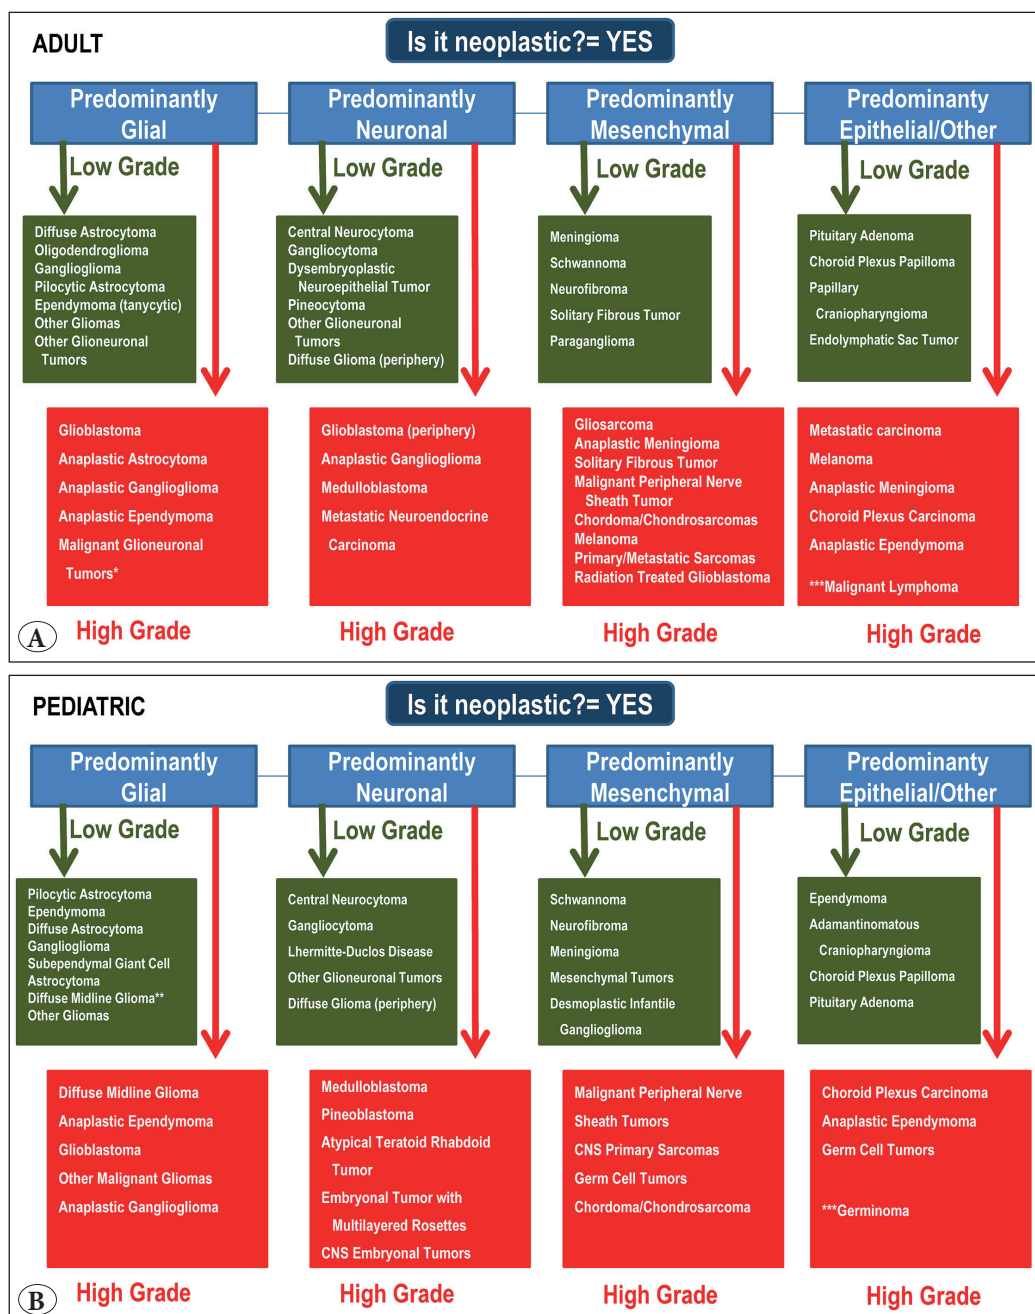 ADULT
Is it neoplastic?= YES
Predominantly
Glial
Predominantly
Neuronal
Predominantly
Mesenchymal
Predominanty
Epithelial/Other
Low Grade
Low Grade
Low Grade
Low Grade
Diffuse Astrocytoma
Oligodendroglioma
Ganglioglioma
Pilocytic Astrocytoma
Ependymoma (tanycytic)
Other Gliomas
Other Glioneuronal
Tumors
Central Neurocytoma
Gangliocytoma
Dysembryoplastic
Neuroepithelial Tumor
Pineocytoma
Other Glioneuronal
Tumors
Diffuse Glioma (periphery)
Meningioma
Schwannoma
Neurofibroma
Solitary Fibrous Tumor
Paraganglioma
Pituitary Adenoma
Choroid Plexus Papilloma
Papillary
Craniopharyngioma
Endolymphatic Sac Tumor
Glioblastoma
Anaplastic Astrocytoma
Anaplastic Ganglioglioma
Anaplastic Ependymoma
Malignant Glioneuronal
Tumors*
Glioblastoma (periphery)
Anaplastic Ganglioglioma
Medulloblastoma
Metastatic Neuroendocrine
Carcinoma
Gliosarcoma
Anaplastic Meningioma
Solitary Fibrous Tumor
Malignant Peripheral Nerve
Sheath Tumor
Chordoma/Chondrosarcomas
Melanoma
Primary/Metastatic Sarcomas
Radiation Treated Glioblastoma
Metastatic carcinoma
Melanoma
Anaplastic Meningioma
Choroid Plexus Carcinoma
Anaplastic Ependymoma
***Malignant Lymphoma
A
High Grade
High Grade
High Grade
High Grade
PEDIATRIC
Is it neoplastic?= YES
Predominantly
Glial
Predominantly
Neuronal
Predominantly
Mesenchymal
Predominanty
Epithelial/Other
Low Grade
Low Grade
Low Grade
Low Grade
Pilocytic Astrocytoma
Ependymoma
Diffuse Astrocytoma
Ganglioglioma
Subependymal Giant Cell
Astrocytoma
Diffuse Midline Glioma**
Other Gliomas
Central Neurocytoma
Gangliocytoma
Lhermitte-Duclos Disease
Other Glioneuronal Tumors
Diffuse Glioma (periphery)
Schwannoma
Neurofibroma
Meningioma
Mesenchymal Tumors
Desmoplastic Infantile
Ganglioglioma
Ependymoma
Adamantinomatous
Craniopharyngioma
Choroid Plexus Papilloma
Pituitary Adenoma
Diffuse Midline Glioma
Anaplastic Ependymoma
Glioblastoma
Other Malignant Gliomas
Anaplastic Ganglioglioma
Medulloblastoma
Pineoblastoma
Atypical Teratoid Rhabdoid
Tumor
Embryonal Tumor with
Multilayered Rosettes
CNS Embryonal Tumors
Malignant Peripheral Nerve
Sheath Tumors
CNS Primary Sarcomas
Germ Cell Tumors
Chordoma/Chondrosarcoma
Choroid Plexus Carcinoma
Anaplastic Ependymoma
Germ Cell Tumors
***Germinoma
B
High Grade
High Grade
High Grade
High Grade